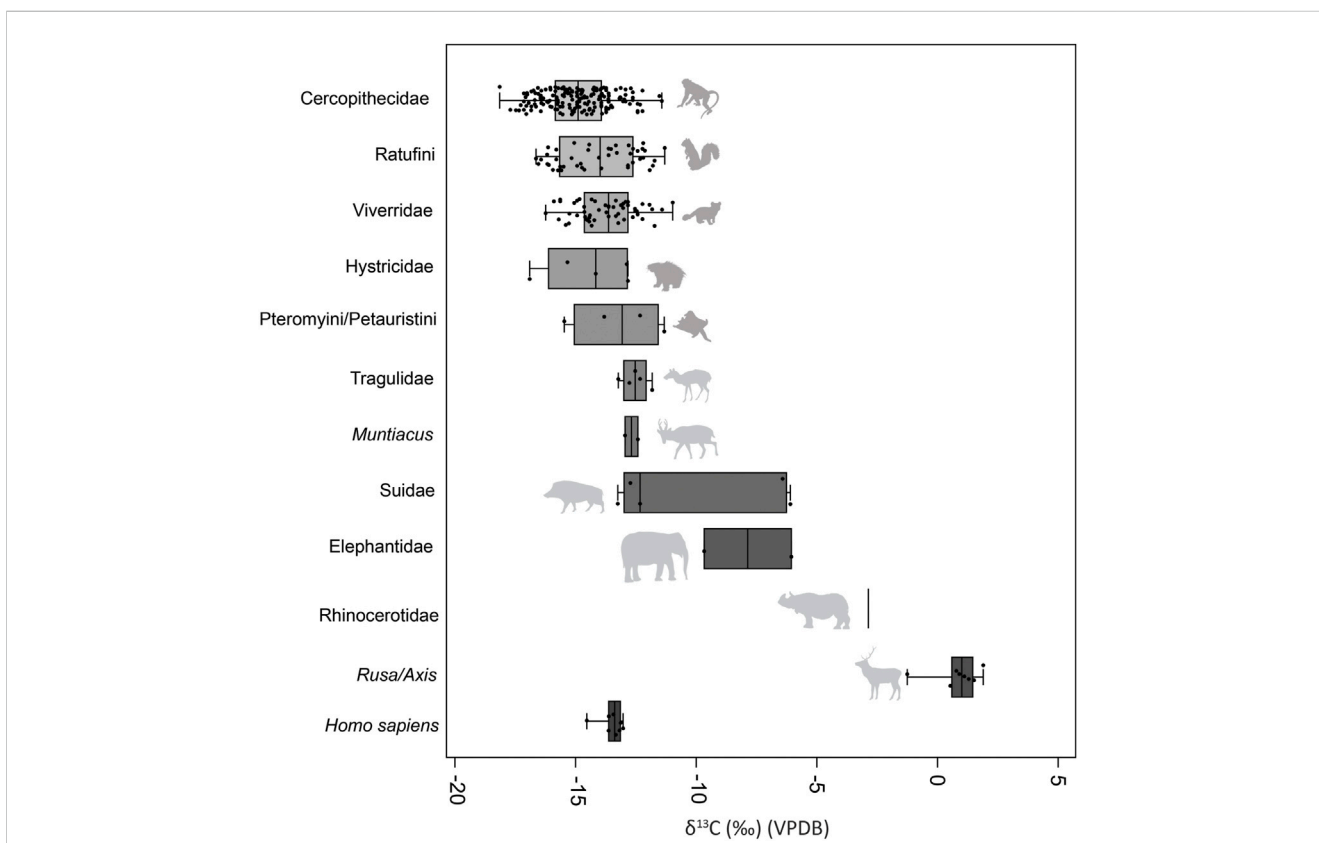 Cercopithecidae
Ratufini
Viverridae
Hystricidae
Pteromyini/Petauristini
Tragulidae
Muntiacus
Suidae
Elephantidae
Rhinocerotidae
Rusa/Axis
Homo sapiens
-20 -15 -10 -5 0 5
δ¹³C (‰) (VPDB)